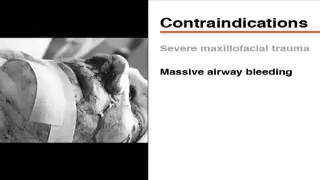 Contraindications
Severe maxillofacial trauma
Massive airway bleeding